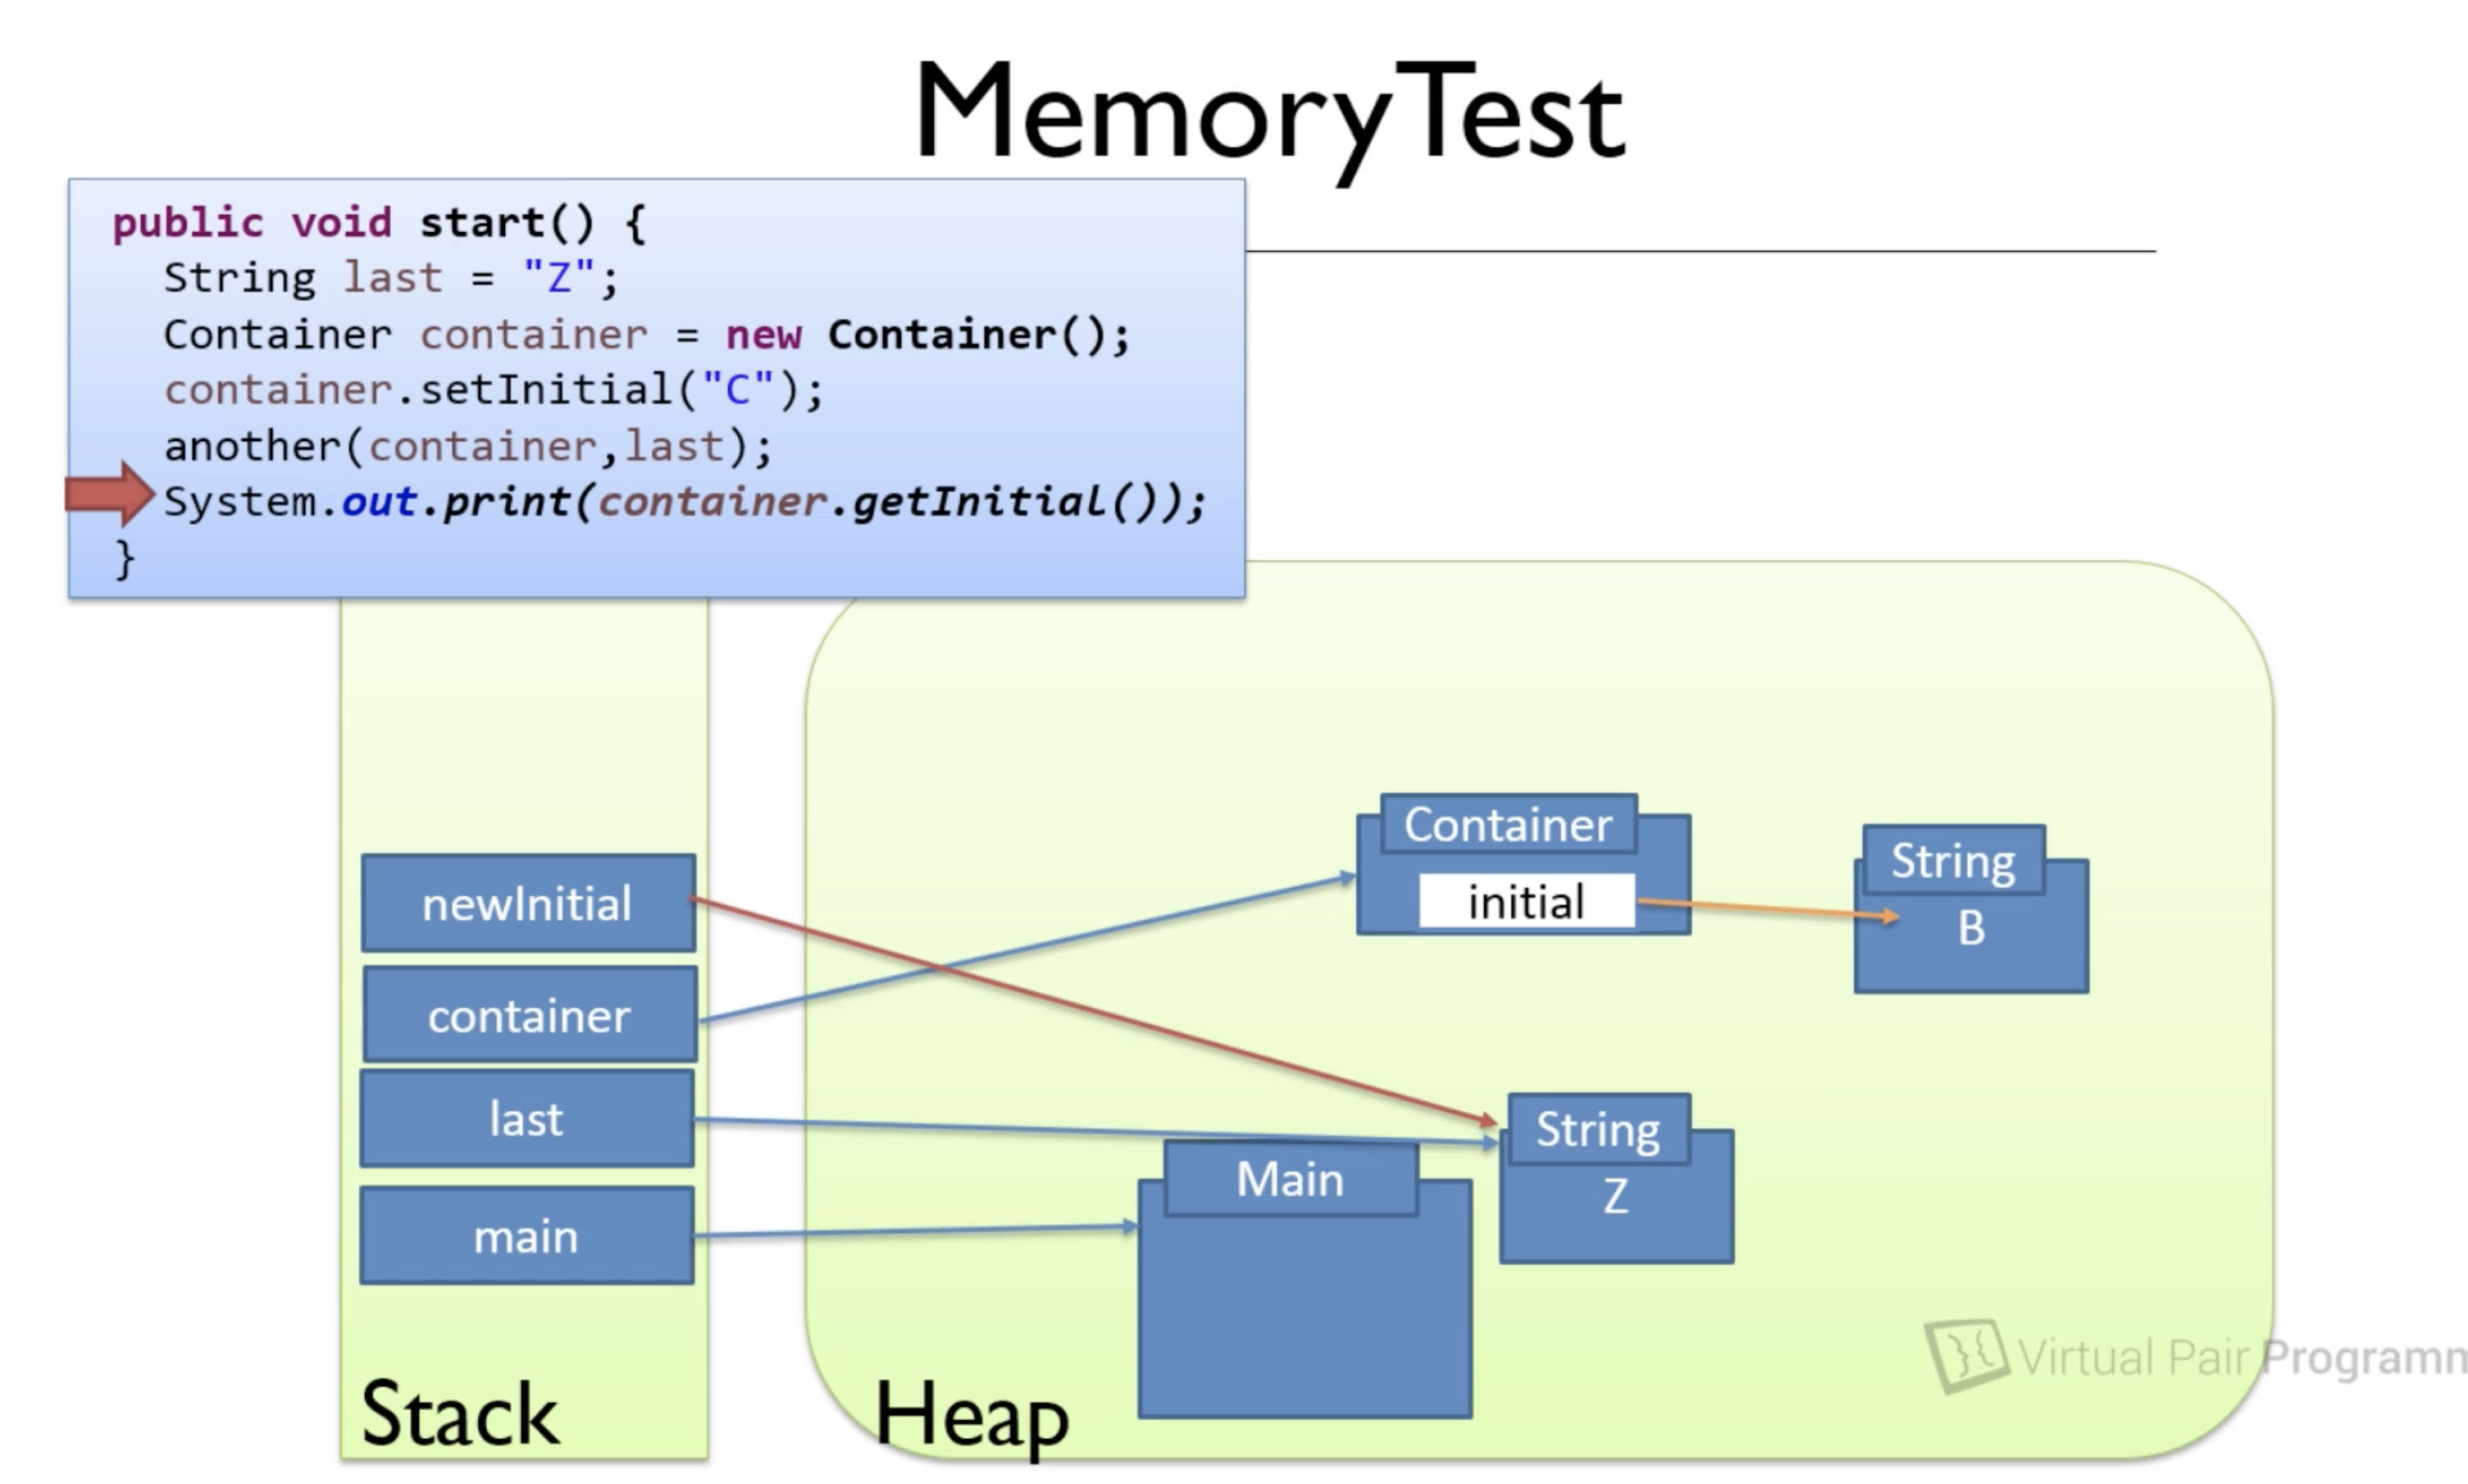 MemoryTest
public void start() {
String last = "Z";
Container container = new Container();
container.setInitial("C");
another(container,last);
System.out.print(container.getInitial());
}
Container
initial
String
B
newInitial
container
last
main
String
Z
Main
Stack
Heap
Virtual Pair Programm